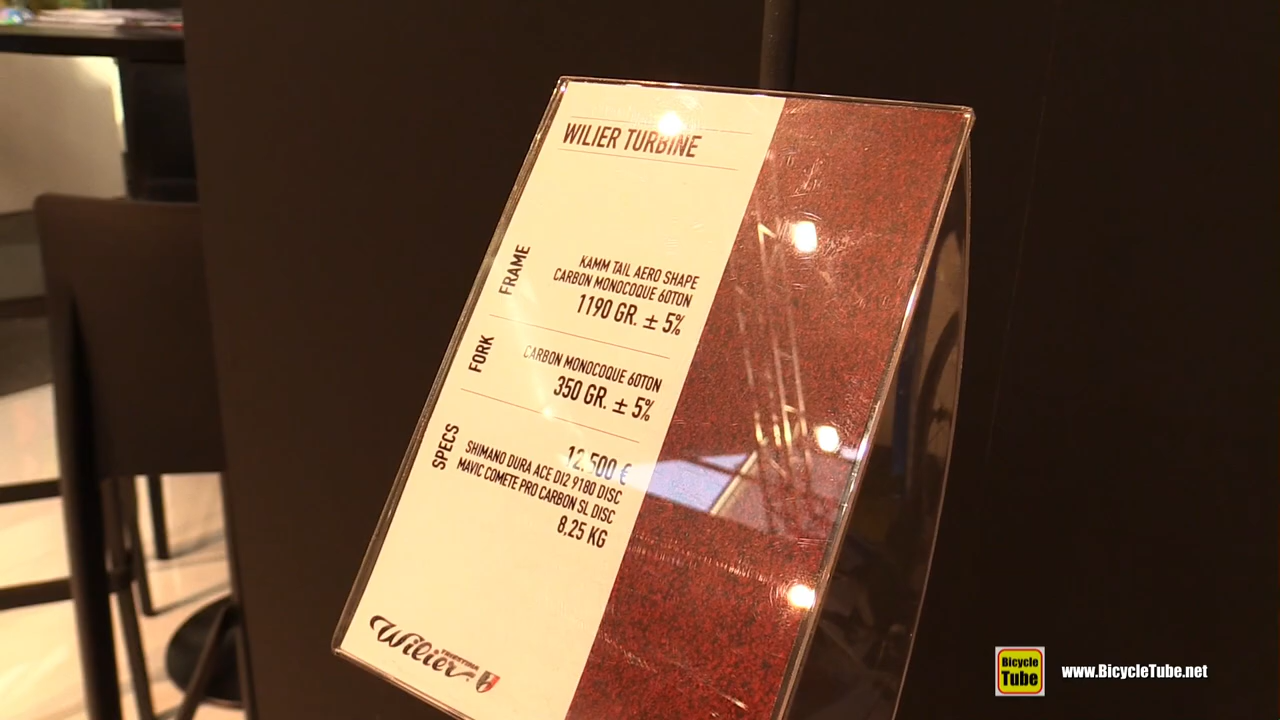 WILIER TURBINE
FRAME
KAMM TAIL AERO SHAPE
CARBON MONOCOQUE 60TON
1190 GR. ± 5%
FORK
CARBON MONOCOQUE 60TON
350 GR. ± 5%
SPECS
12.500 €
SHIMANO DURA ACE DI2 9180 DISC
MAVIC COMETE PRO CARBON SL DISC
8,25 KG
Wilier
TRIESTINA
Bicycle
Tube
www.BicycleTube.net